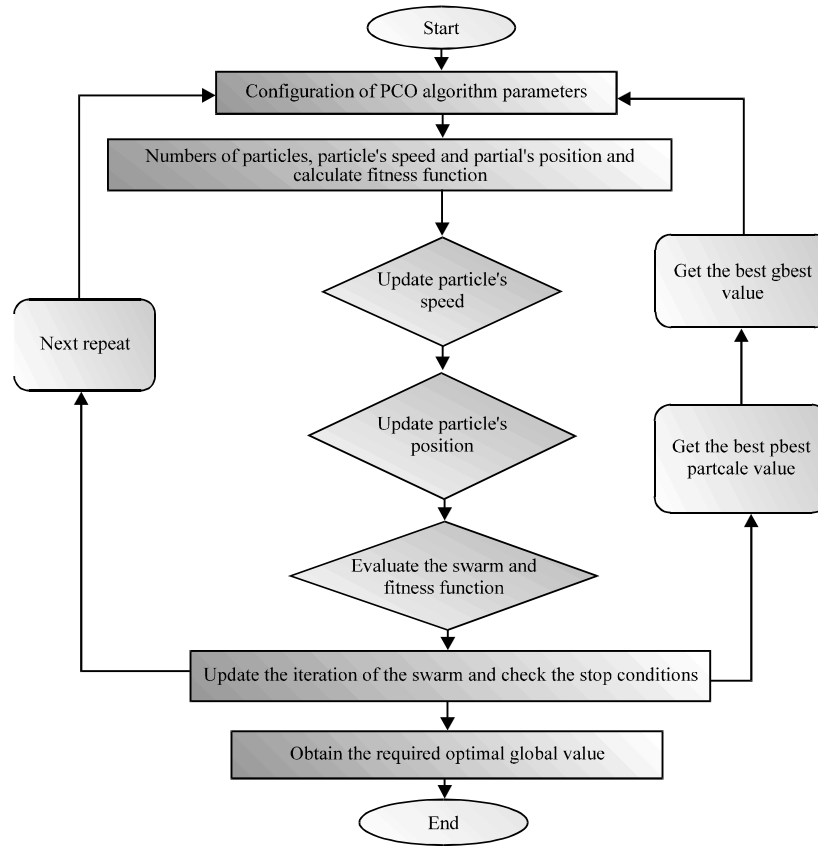 Start
Configuration of PCO algorithm parameters
Numbers of particles, particle's speed and partial's position and
calculate fitness function
Update particle's
speed
Get the best gbest
value
Next repeat
Update particle's
position
Get the best pbest
partcale value
Evaluate the swarm and
fitness function
Update the iteration of the swarm and check the stop conditions
Obtain the required optimal global value
End